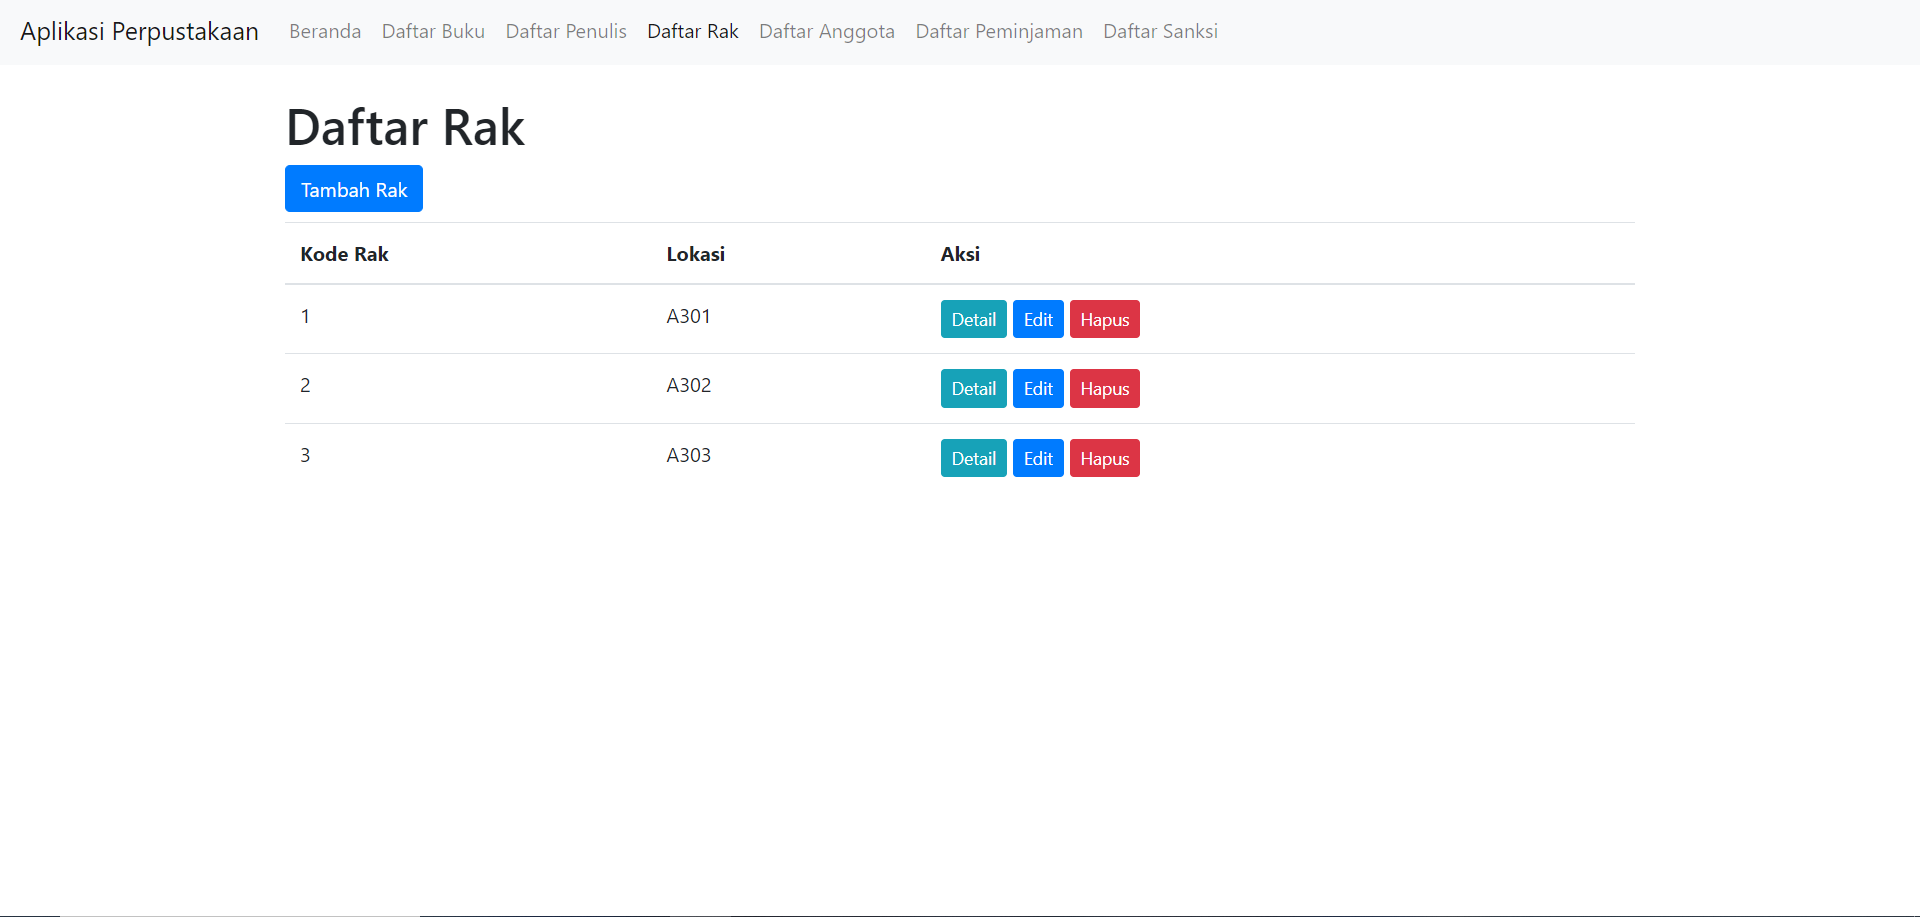 Aplikasi Perpustakaan Beranda Daftar Buku Daftar Penulis Daftar Rak Daftar Anggota Daftar Peminjaman Daftar Sanksi
Daftar Rak
Tambah Rak
Kode Rak Lokasi Aksi
1 A301 Detail Edit Hapus
2 A302 Detail Edit Hapus
3 A303 Detail Edit Hapus